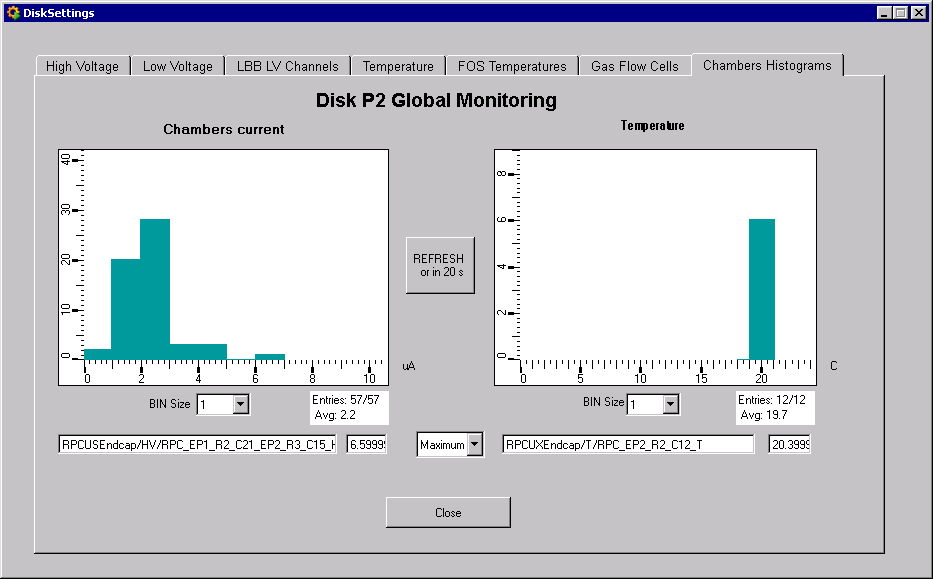 DiskSettings
High Voltage
Low Voltage
LBB LV Channels
Temperature
FOS Temperatures
Gas Flow Cells
Chambers Histograms
Disk P2 Global Monitoring
Chambers current
Temperature
40
30
20
10
0
0 2 4 6 8 10
uA
REFRESH
or in 20 s
8
6
4
2
0
0 5 10 15 20
C
BIN Size 1
Entries: 57/57
Avg: 2.2
BIN Size 1
Entries: 12/12
Avg: 19.7
RPCUSEndcap/HV/RPC_EP1_R2_C21_EP2_R3_C15_H
6.5999
Maximum
RPCUXEndcap/T/RPC_EP2_R2_C12_T
20.3999
Close